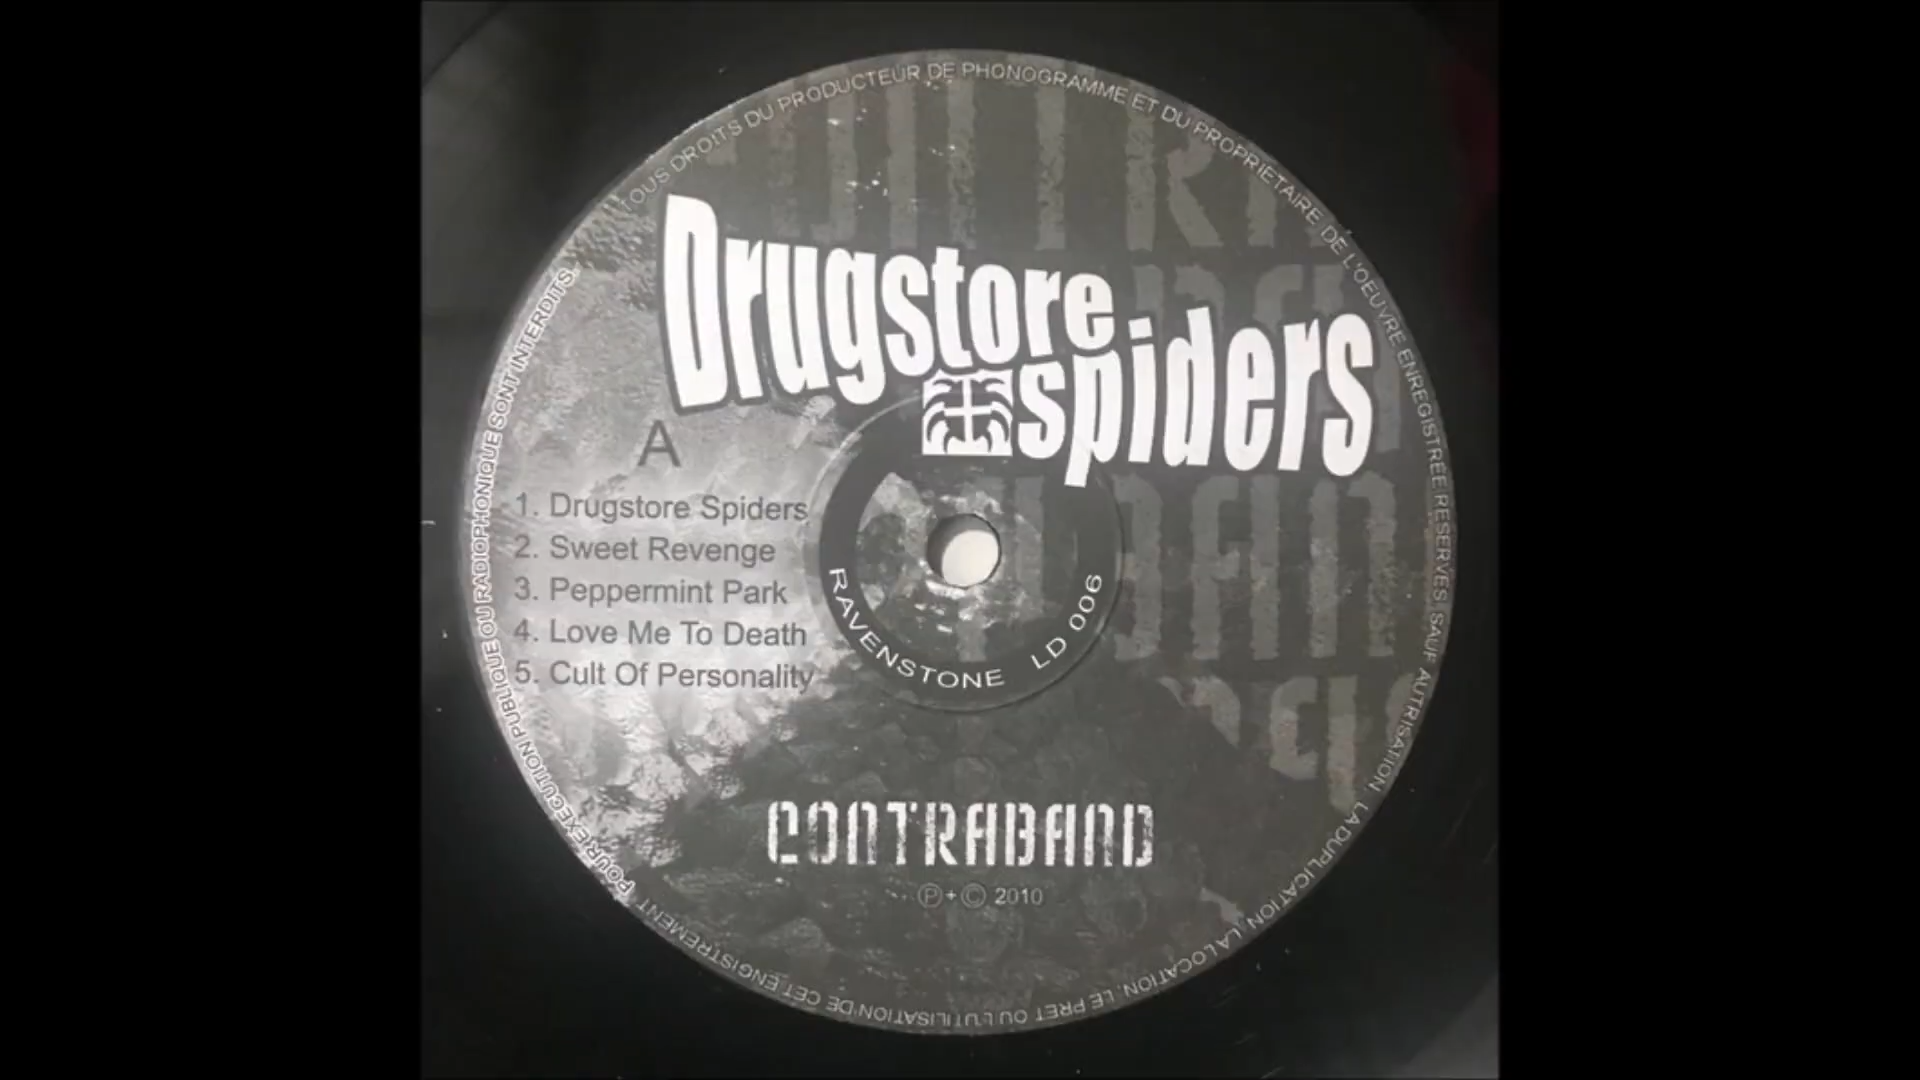 TOUS DROITS DU PRODUCTEUR DE PHONOGRAMME ET DU PROPRIETAIRE DE L'OEUVRE ENREGISTREE RESERVES. SAUF AUTRISATION, LA DUPLICATION, LA LOCATION, LE PRET OU L'UTILISATION DE CET ENGISTREMENT POUR EXECUTION PUBLIQUE OU RADIOPHONIQUE SONT INTERDITS.
Drugstore
spiders
A
1. Drugstore Spiders
2. Sweet Revenge
3. Peppermint Park
4. Love Me To Death
5. Cult Of Personality
RAVENSTONE LD 006
CONTRABAND
Ⓟ+© 2010